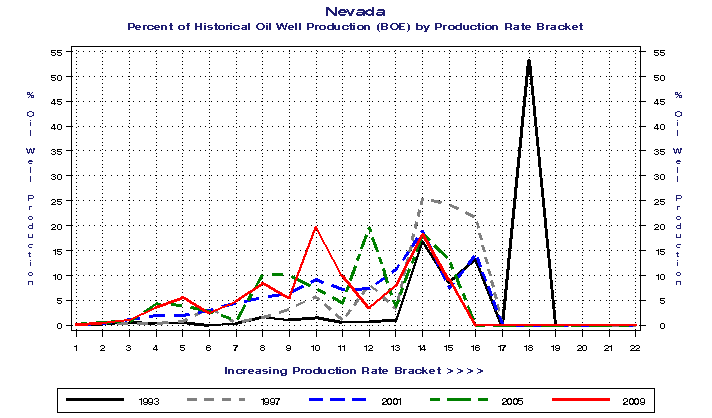 Nevada
Percent of Historical Oil Well Production (BOE) by Production Rate Bracket
55 55
50 50
45 45
40 40
35 35
30 30
25 25
20 20
15 15
10 10
5 5
0 0
% Oil Well Production
% Oil Well Production
1 2 3 4 5 6 7 8 9 10 11 12 13 14 15 16 17 18 19 20 21 22
Increasing Production Rate Bracket >>>>
1993 1997 2001 2005 2009